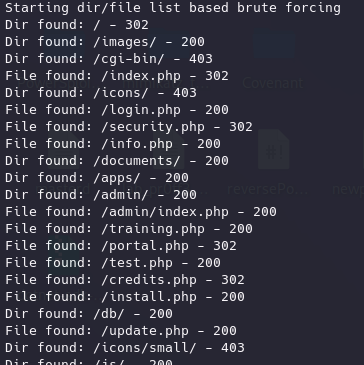 Starting dir/file list based brute forcing
Dir found: / - 302
Dir found: /images/ - 200
Dir found: /cgi-bin/ - 403
File found: /index.php - 302
Dir found: /icons/ - 403
File found: /login.php - 200
File found: /security.php - 302
File found: /info.php - 200
Dir found: /documents/ - 200
Dir found: /apps/ - 200
Dir found: /admin/ - 200
File found: /admin/index.php - 200
File found: /training.php - 200
File found: /portal.php - 302
File found: /test.php - 200
File found: /credits.php - 302
File found: /install.php - 200
Dir found: /db/ - 200
File found: /update.php - 200
Dir found: /icons/small/ - 403
Dir found: /js/ - 200
Covenant